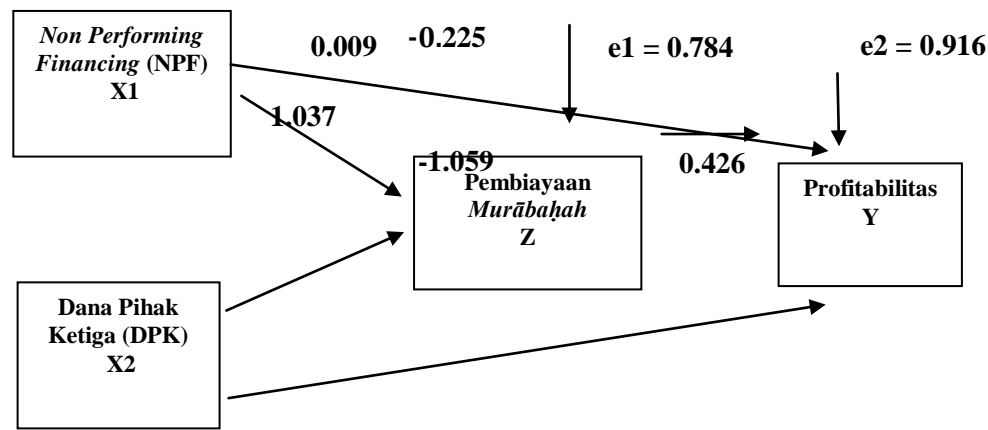 Non Performing
Financing (NPF)
X1
0.009
-0.225
e1 = 0.784
e2 = 0.916
1.037
-1.059
0.426
Pembiayaan
Murābaḥah
Z
Profitabilitas
Y
Dana Pihak
Ketiga (DPK)
X2